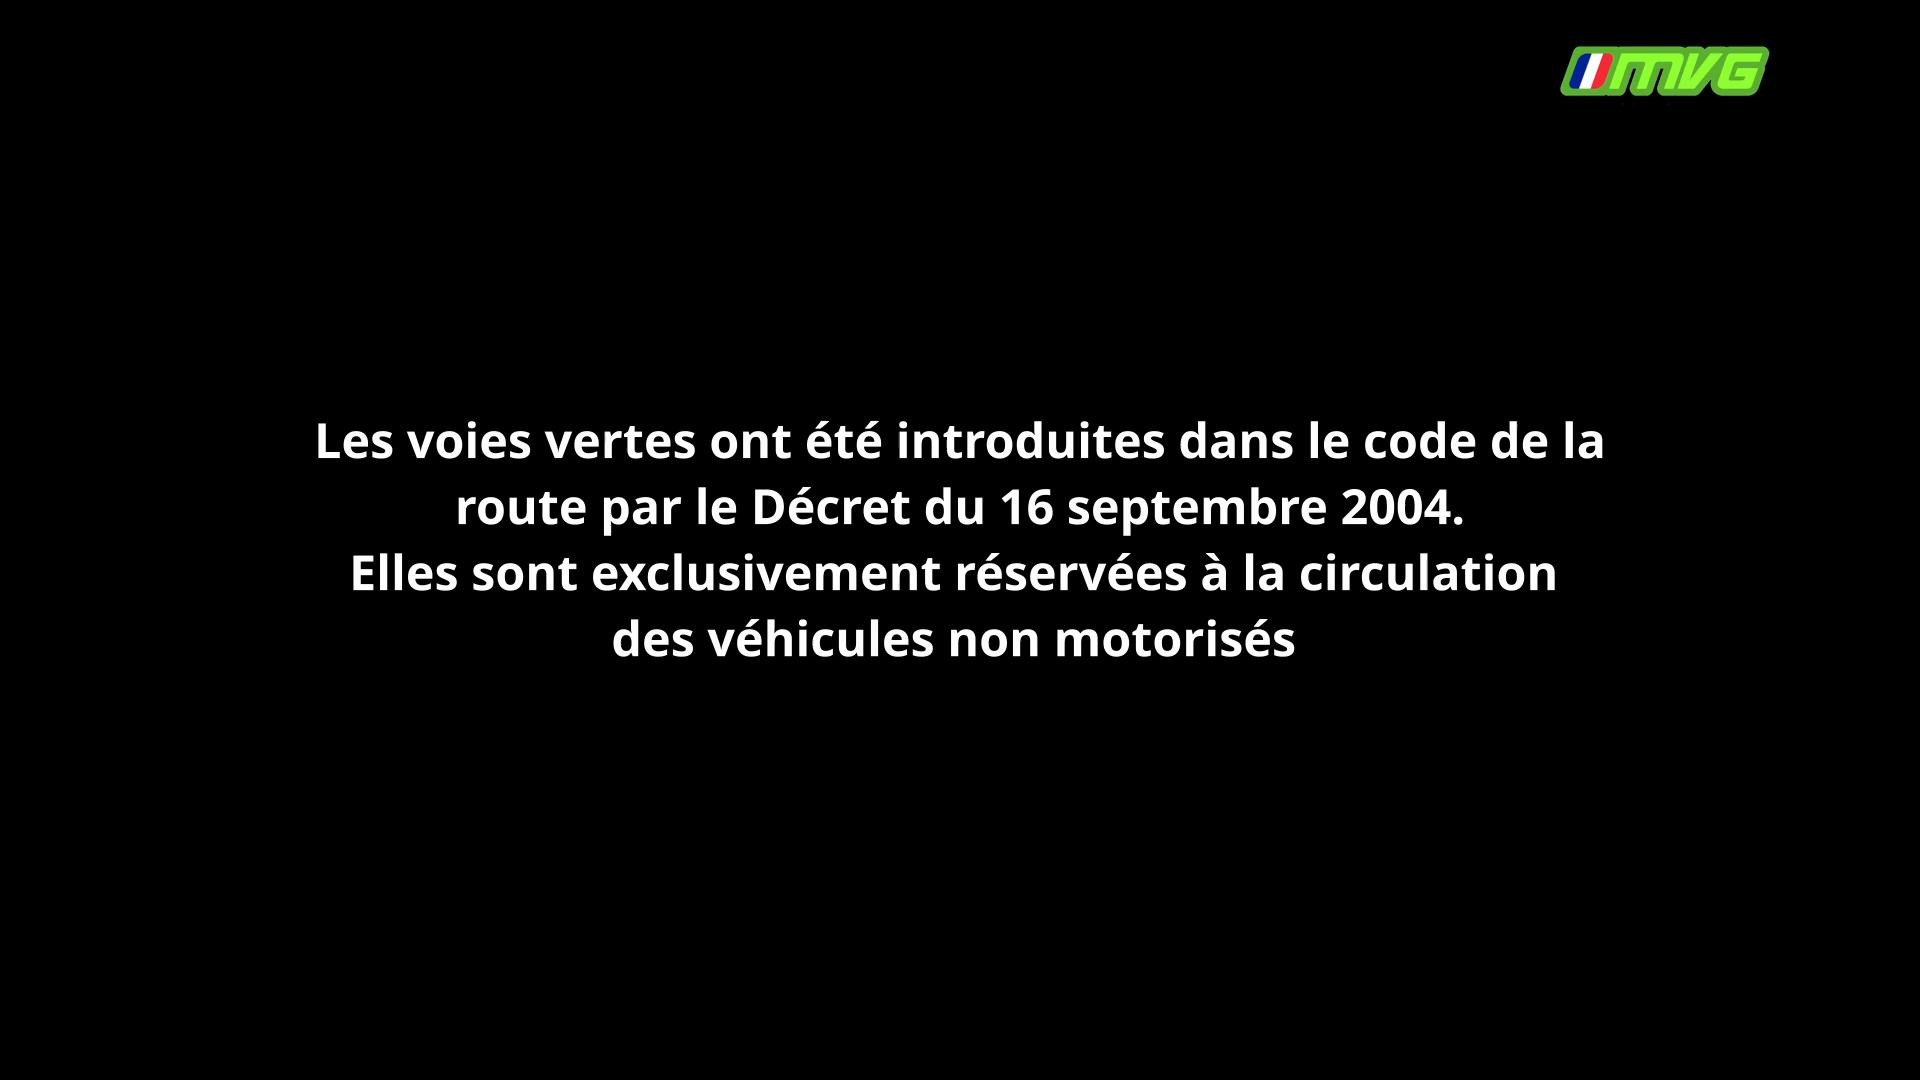 MVG
Les voies vertes ont été introduites dans le code de la
route par le Décret du 16 septembre 2004.
Elles sont exclusivement réservées à la circulation
des véhicules non motorisés